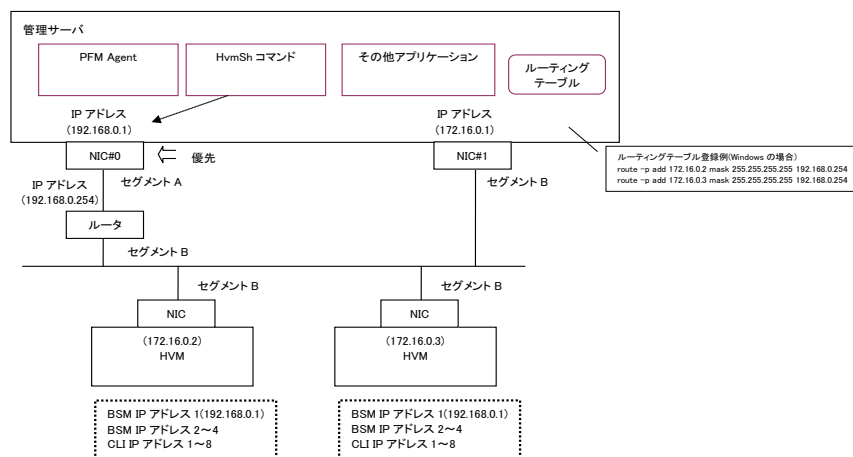 管理サーバ
PFM Agent
HvmSh コマンド
その他アプリケーション
ルーティング
テーブル
IP アドレス
(192.168.0.1)
IP アドレス
(172.16.0.1)
NIC#0
優先
NIC#1
ルーティングテーブル登録例(Windows の場合)
route -p add 172.16.0.2 mask 255.255.255.255 192.168.0.254
route -p add 172.16.0.3 mask 255.255.255.255 192.168.0.254
IP アドレス
(192.168.0.254)
セグメント A
セグメント B
ルータ
セグメント B
セグメント B
セグメント B
NIC
NIC
(172.16.0.2)
HVM
(172.16.0.3)
HVM
BSM IP アドレス 1(192.168.0.1)
BSM IP アドレス 2～4
CLI IP アドレス 1～8
BSM IP アドレス 1(192.168.0.1)
BSM IP アドレス 2～4
CLI IP アドレス 1～8